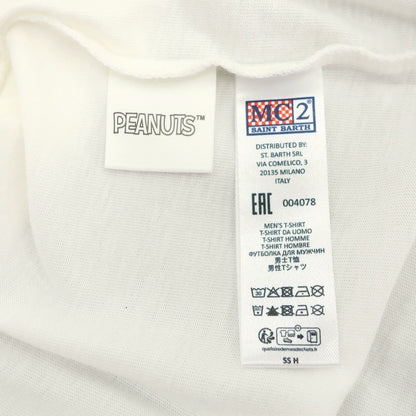 PEANUTS™
MC2
SAINT BARTH
DISTRIBUTED BY:
ST. BARTH SRL
VIA COMELICO, 3
20135 MILANO
ITALY
EAC 004078
MEN'S T-SHIRT
T-SHIRT DA UOMO
T-SHIRT HOMME
T-SHIRT HOMBRE
ФУТБОЛКА ДЛЯ МУЖЧИН
男士T恤
男性Tシャツ
quefairedemesdechets.fr
SS H